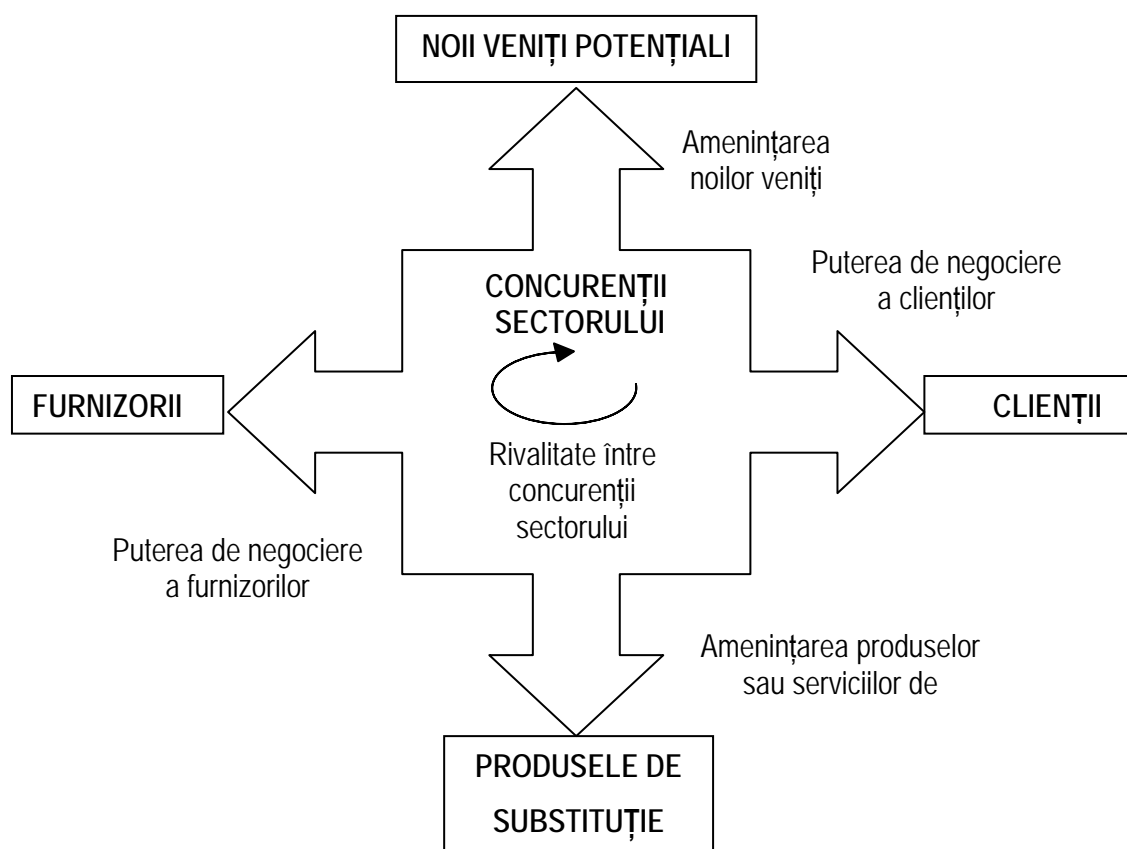 NOII VENIȚI POTENȚIALI
Amenințarea
noilor veniți
Puterea de negociere
a clienților
CONCURENȚII
SECTORULUI
FURNIZORII
CLIENȚII
Rivalitate între
concurenții
sectorului
Puterea de negociere
a furnizorilor
Amenințarea produselor
sau serviciilor de
PRODUSELE DE
SUBSTITUȚIE